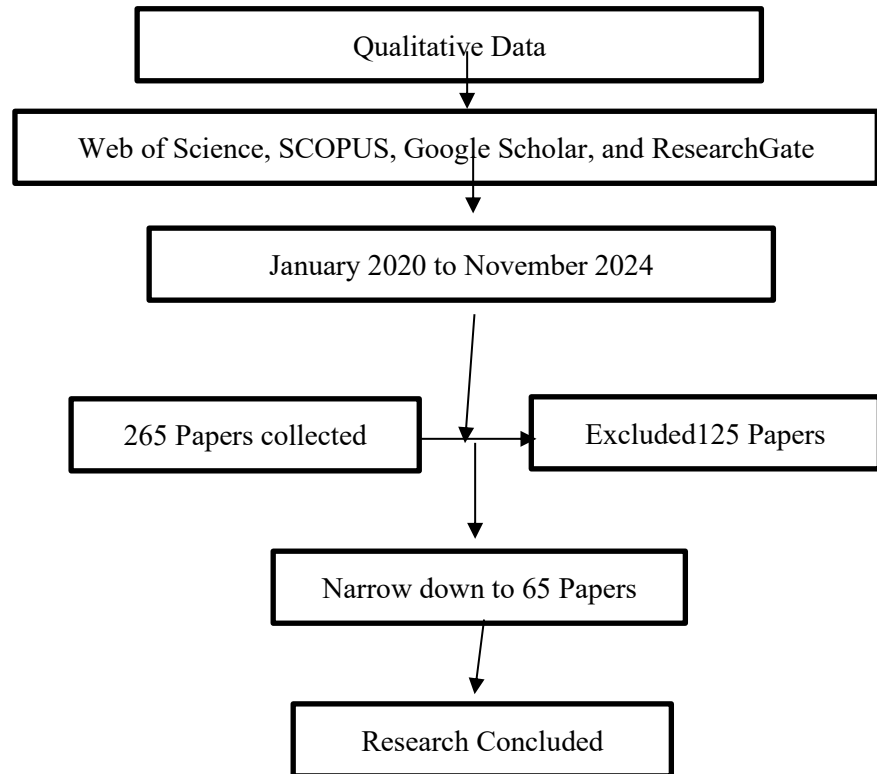 Qualitative Data
Web of Science, SCOPUS, Google Scholar, and ResearchGate
January 2020 to November 2024
265 Papers collected
Excluded125 Papers
Narrow down to 65 Papers
Research Concluded